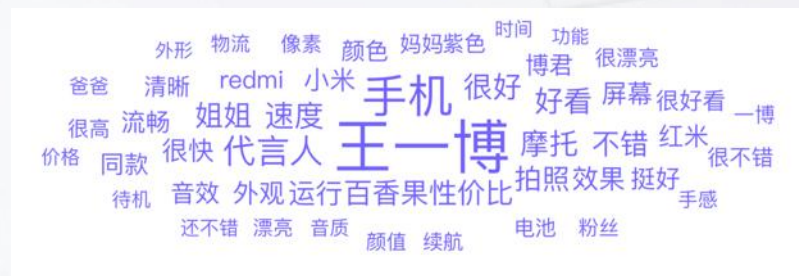 时间 功能
外形 物流 像素 颜色 妈妈紫色 博君 很漂亮
爸爸 清晰 redmi 小米 手机 很好 好看 屏幕 很好看 一博
很高 流畅 姐姐 速度 王一博 摩托 不错 红米 很不错
价格 同款 很快 代言人 拍照 效果 挺好
待机 音效 外观 运行 百香果 性价比 手感
还不错 漂亮 音质 颜值 续航 电池 粉丝